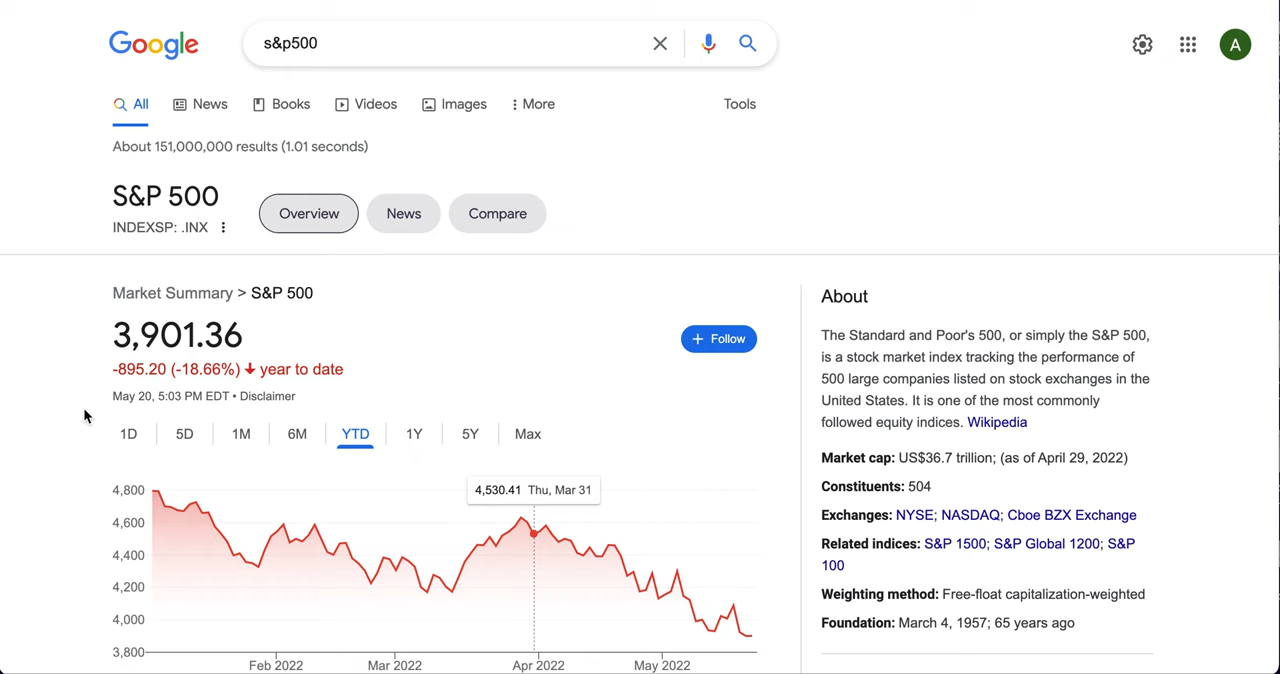 Google
s&p500
A
All News Books Videos Images More Tools
About 151,000,000 results (1.01 seconds)
S&P 500
INDEXSP: .INX
Overview News Compare
Market Summary > S&P 500
3,901.36
+ Follow
-895.20 (-18.66%) ↓ year to date
May 20, 5:03 PM EDT • Disclaimer
1D 5D 1M 6M YTD 1Y 5Y Max
4,530.41 Thu, Mar 31
4,800
4,600
4,400
4,200
4,000
3,800
Feb 2022 Mar 2022 Apr 2022 May 2022
About
The Standard and Poor's 500, or simply the S&P 500,
is a stock market index tracking the performance of
500 large companies listed on stock exchanges in the
United States. It is one of the most commonly
followed equity indices. Wikipedia
Market cap: US$36.7 trillion; (as of April 29, 2022)
Constituents: 504
Exchanges: NYSE; NASDAQ; Cboe BZX Exchange
Related indices: S&P 1500; S&P Global 1200; S&P
100
Weighting method: Free-float capitalization-weighted
Foundation: March 4, 1957; 65 years ago